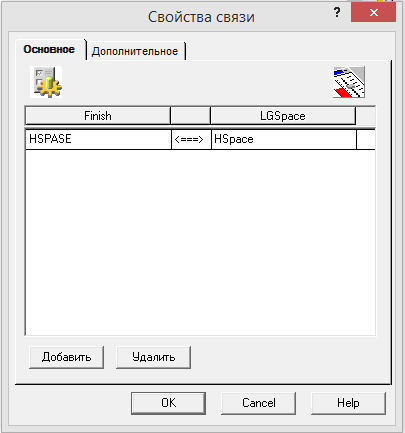 Свойства связи
?
Основное Дополнительное
Finish LGSpace
HSPASE <===> HSpace
Добавить Удалить
OK Cancel Help